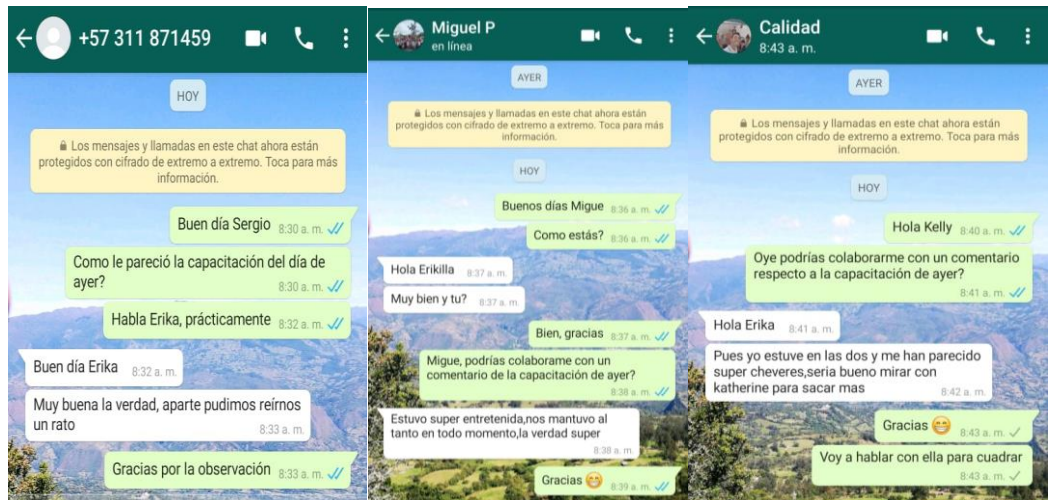 +57 311 871459
HOY
Los mensajes y llamadas en este chat ahora están
protegidos con cifrado de extremo a extremo. Toca para más
información.
Buen día Sergio 8:30 a. m.
Como le pareció la capacitación del día de
ayer?
8:30 a. m.
Habla Erika, prácticamente 8:32 a. m.
Buen día Erika 8:32 a. m.
Muy buena la verdad, aparte pudimos reírnos
un rato
8:33 a. m.
Gracias por la observación 8:33 a. m.
Miguel P
en línea
AYER
Los mensajes y llamadas en este chat ahora están
protegidos con cifrado de extremo a extremo. Toca para más
información.
HOY
Buenos días Migue 8:36 a. m.
Como estás? 8:36 a. m.
Hola Erikilla 8:37 a. m.
Muy bien y tu? 8:37 a. m.
Bien, gracias 8:37 a. m.
Migue, podrías colaborame con un
comentario de la capacitación de ayer?
8:38 a. m.
Estuvo super entretenida,nos mantuvo al
tanto en todo momento,la verdad super
8:38 a. m.
Gracias 😁 8:39 a. m.
Calidad
8:43 a. m.
AYER
Los mensajes y llamadas en este chat ahora están
protegidos con cifrado de extremo a extremo. Toca para más
información.
HOY
Hola Kelly 8:40 a. m.
Oye podrías colaborarme con un comentario
respecto a la capacitación de ayer?
8:41 a. m.
Hola Erika 8:41 a. m.
Pues yo estuve en las dos y me han parecido
super cheveres,seria bueno mirar con
katherine para sacar mas 8:42 a. m.
Gracias 😁 8:43 a. m.
Voy a hablar con ella para cuadrar
8:43 a. m.